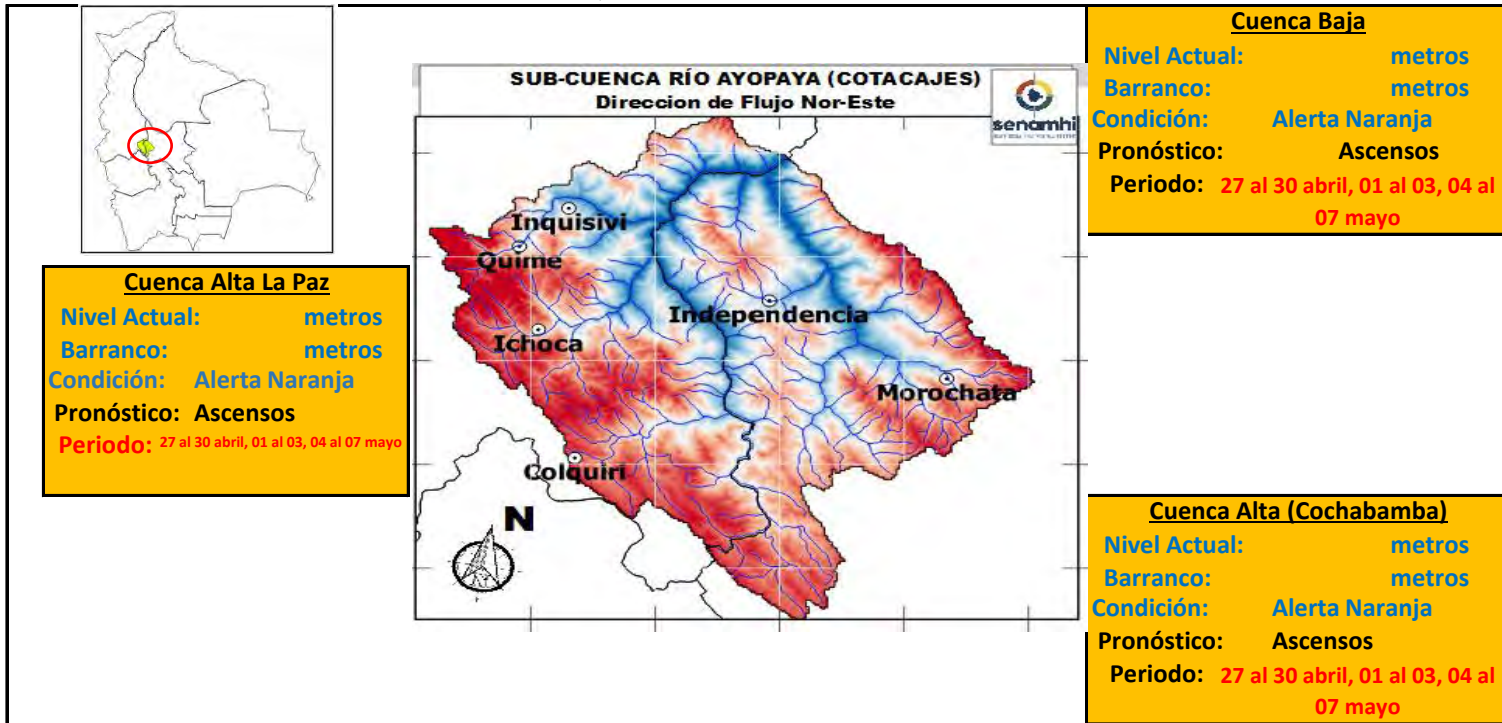 SUB-CUENCA RÍO AYOPAYA (COTACAJES)
Direccion de Flujo Nor-Este
senamhi
Inquisivi
Quime
Independencia
Ichoca
Morochata
Colquiri
N
Cuenca Alta La Paz
Nivel Actual: metros
Barranco: metros
Condición: Alerta Naranja
Pronóstico: Ascensos
Periodo: 27 al 30 abril, 01 al 03, 04 al 07 mayo
Cuenca Baja
Nivel Actual: metros
Barranco: metros
Condición: Alerta Naranja
Pronóstico: Ascensos
Periodo: 27 al 30 abril, 01 al 03, 04 al
07 mayo
Cuenca Alta (Cochabamba)
Nivel Actual: metros
Barranco: metros
Condición: Alerta Naranja
Pronóstico: Ascensos
Periodo: 27 al 30 abril, 01 al 03, 04 al
07 mayo